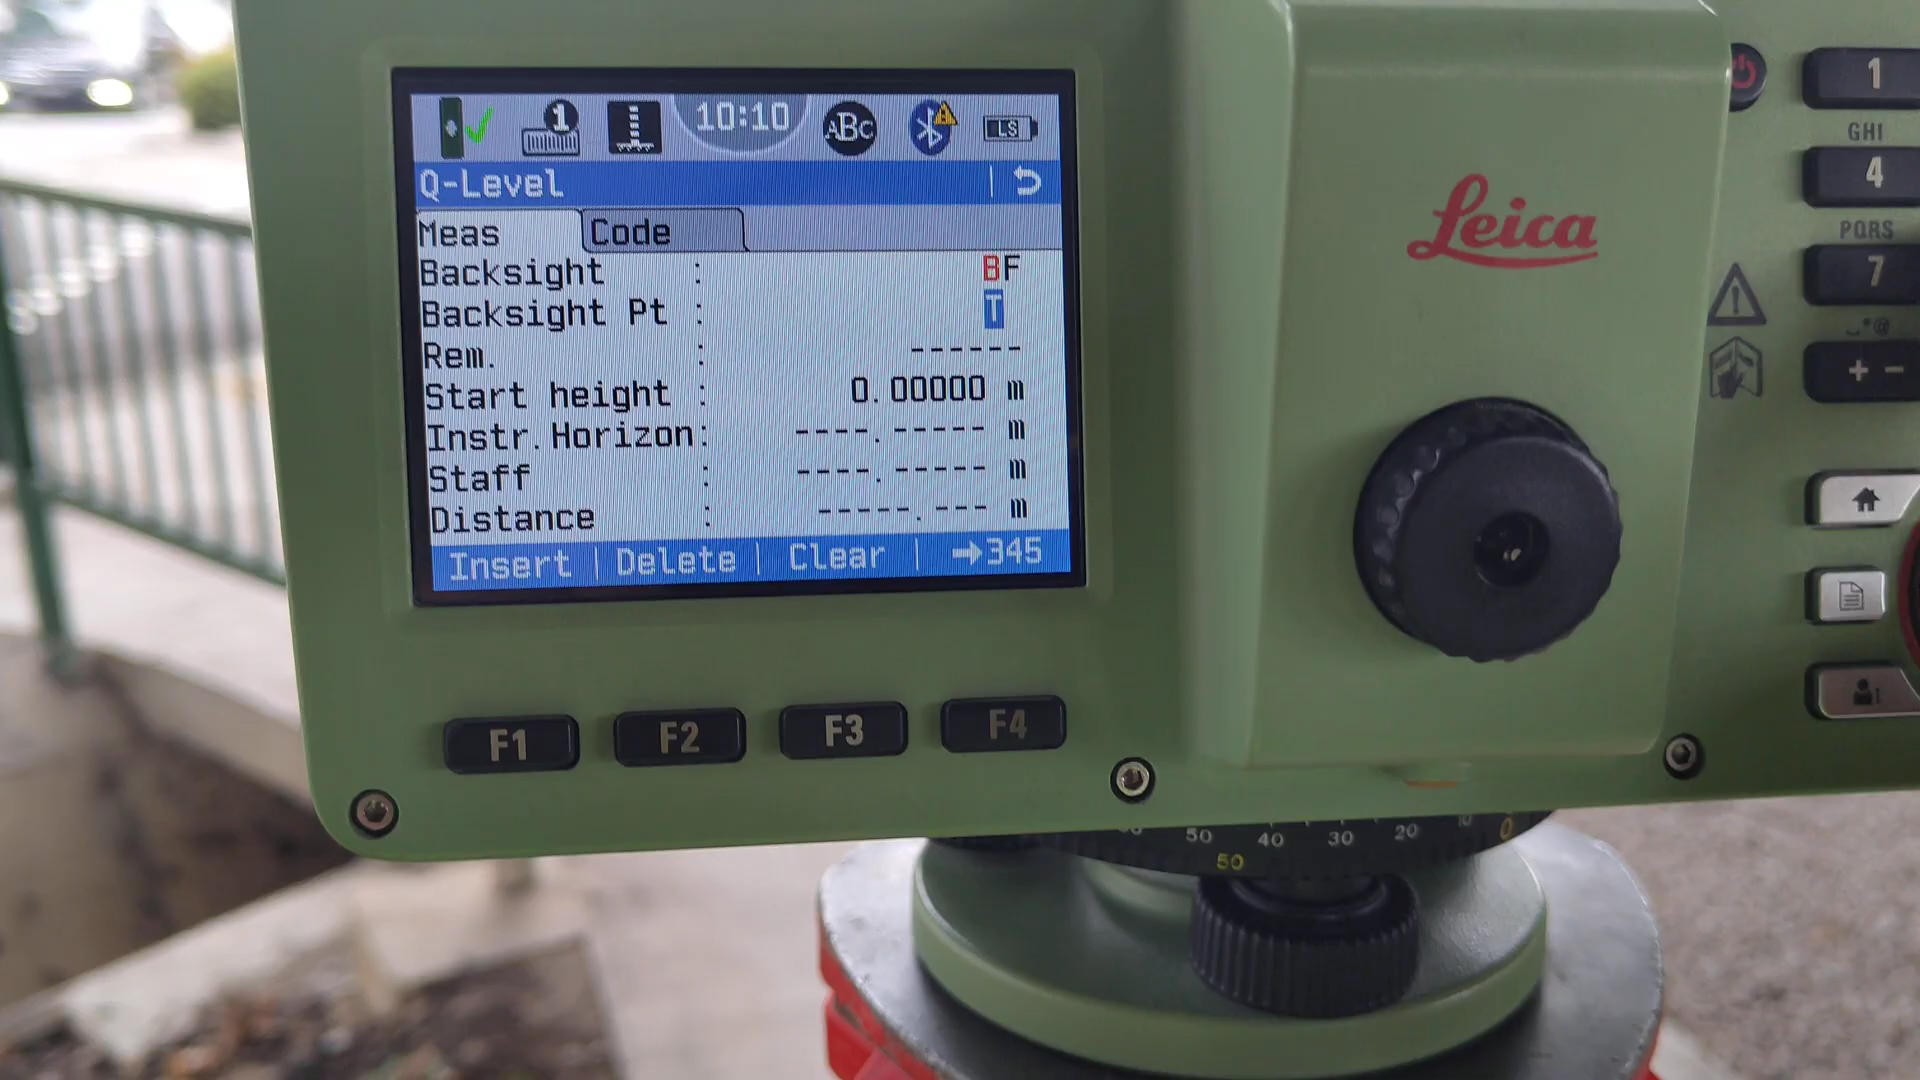 1
10:10
ABC
LS
Q-Level
Meas Code
Backsight : BF
Backsight Pt : T
Rem. : ------
Start height : 0.00000 m
Instr.Horizon: ----.----- m
Staff : ----.----- m
Distance : -----.--- m
Insert | Delete | Clear | →345
F1 F2 F3 F4
Leica
1
GHI
4
PQRS
7
+ -
50 40 30 20 10 0
50